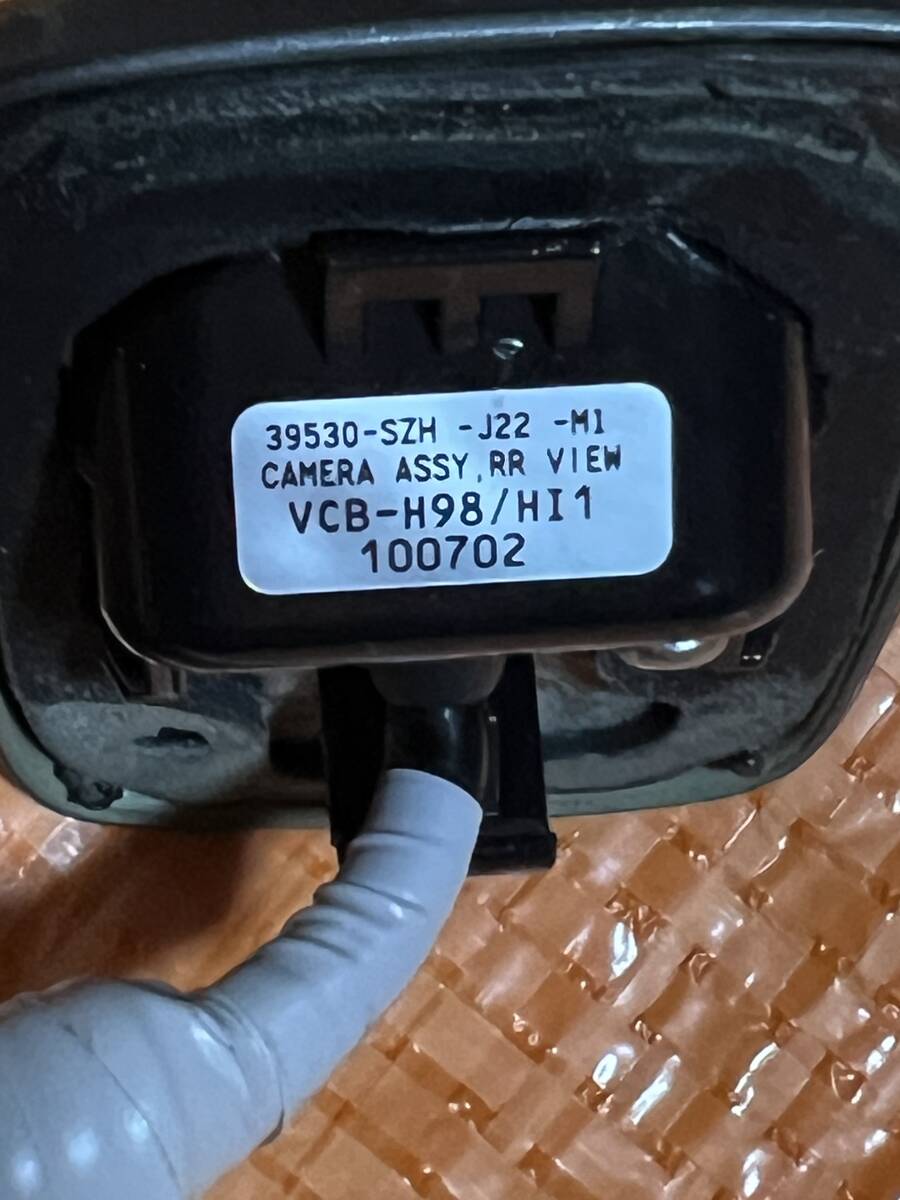 39530-SZH -J22 -M1
CAMERA ASSY,RR VIEW
VCB-H98/HI1
100702